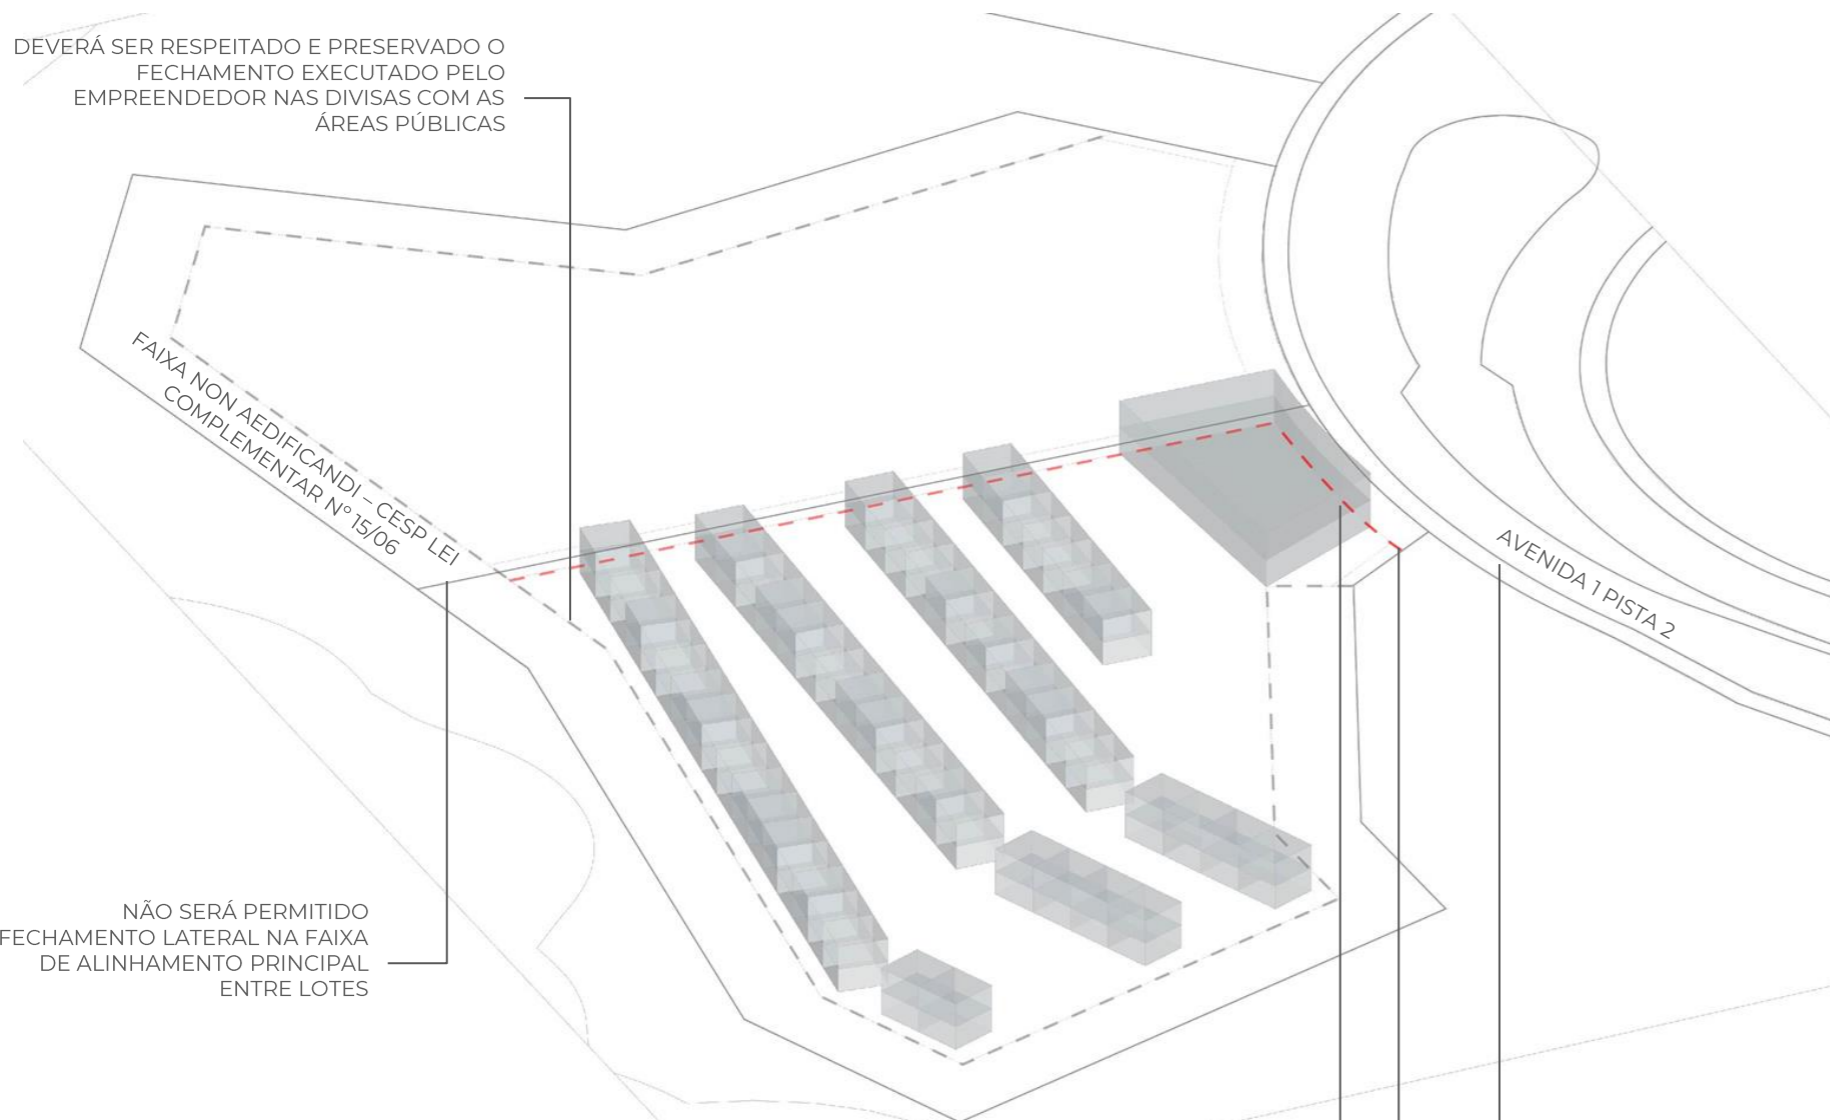 DEVERÁ SER RESPEITADO E PRESERVADO O
FECHAMENTO EXECUTADO PELO
EMPREENDEDOR NAS DIVISAS COM AS
ÁREAS PÚBLICAS
FAIXA NON AEDIFICANDI – CESP LEI
COMPLEMENTAR Nº 15/06
AVENIDA 1 PISTA 2
NÃO SERÁ PERMITIDO
FECHAMENTO LATERAL NA FAIXA
DE ALINHAMENTO PRINCIPAL
ENTRE LOTES